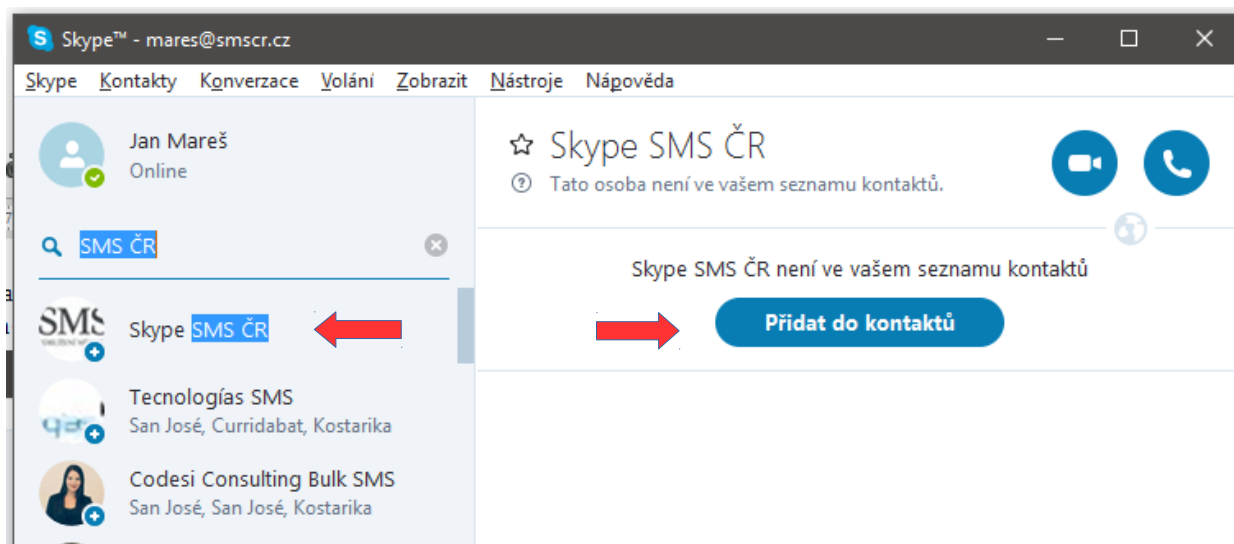 Skype™ - mares@smscr.cz
Skype Kontakty Konverzace Volání Zobrazit Nástroje Nápověda
Jan Mareš
Online
SMS ČR
SMS
Skype SMS ČR
Tecnologías SMS
San José, Curridabat, Kostarika
Codesi Consulting Bulk SMS
San José, San José, Kostarika
Skype SMS ČR
Tato osoba není ve vašem seznamu kontaktů.
Skype SMS ČR není ve vašem seznamu kontaktů
Přidat do kontaktů